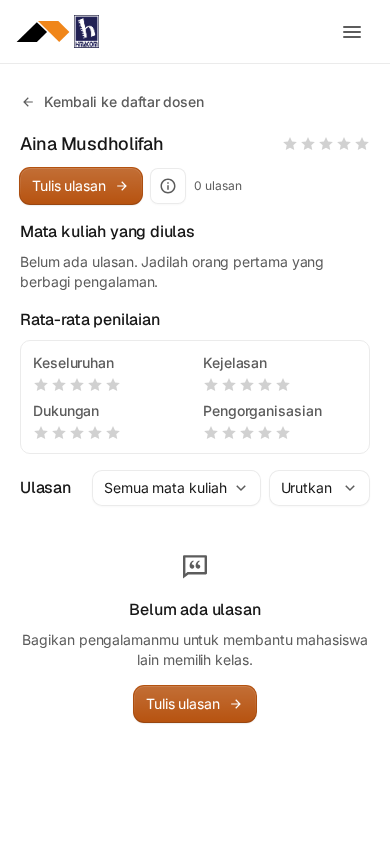 HIMAKOM
Kembali ke daftar dosen
Aina Musdholifah
Tulis ulasan
0 ulasan
Mata kuliah yang diulas
Belum ada ulasan. Jadilah orang pertama yang
berbagi pengalaman.
Rata-rata penilaian
Keseluruhan
Kejelasan
Dukungan
Pengorganisasian
Ulasan
Semua mata kuliah
Urutkan
Belum ada ulasan
Bagikan pengalamanmu untuk membantu mahasiswa
lain memilih kelas.
Tulis ulasan